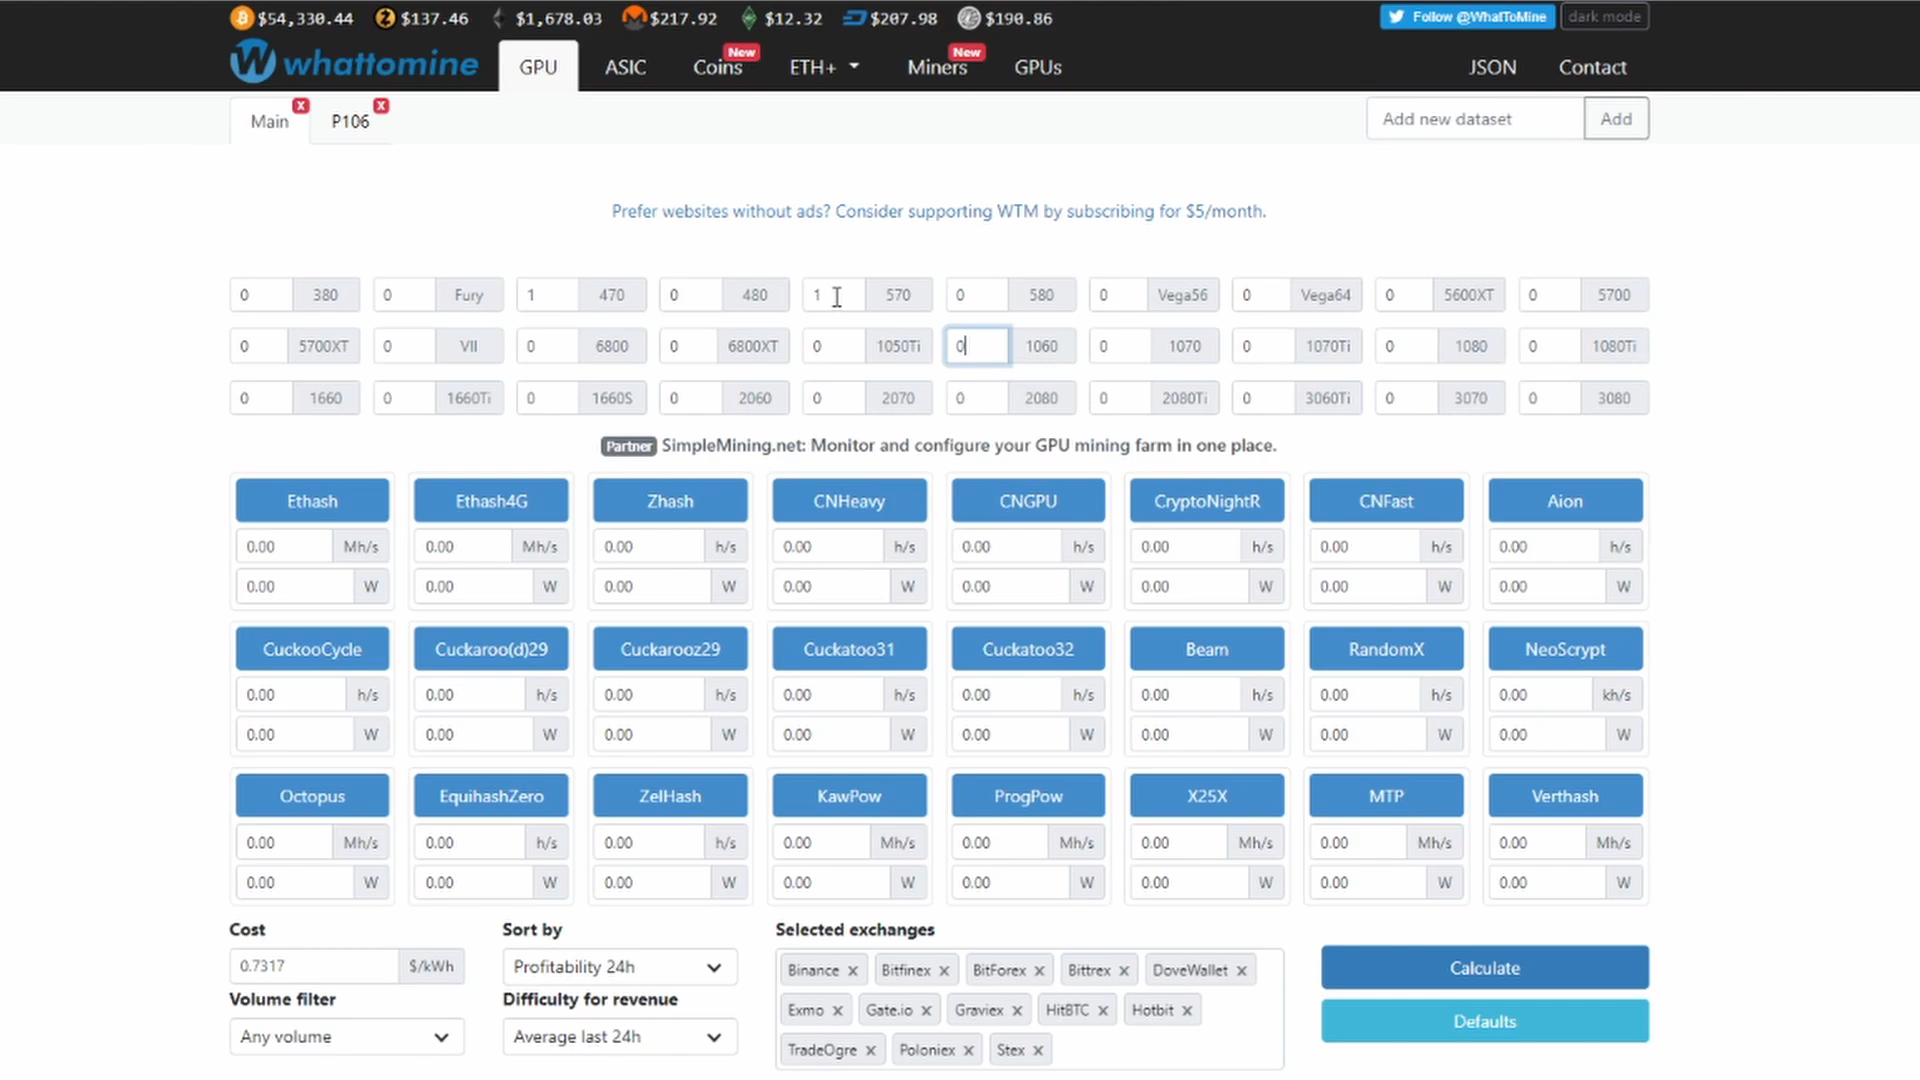 $54,330.44 $137.46 $1,678.03 $217.92 $12.32 $207.98 $190.86 Follow @WhatToMine dark mode
whattomine GPU ASIC Coins New ETH+ Miners New GPUs JSON Contact
Main x P106 x Add new dataset Add
Prefer websites without ads? Consider supporting WTM by subscribing for $5/month.
0 380 0 Fury 1 470 0 480 1 570 0 580 0 Vega56 0 Vega64 0 5600XT 0 5700
0 5700XT 0 VII 0 6800 0 6800XT 0 1050Ti 0 1060 0 1070 0 1070Ti 0 1080 0 1080Ti
0 1660 0 1660Ti 0 1660S 0 2060 0 2070 0 2080 0 2080Ti 0 3060Ti 0 3070 0 3080
Partner SimpleMining.net: Monitor and configure your GPU mining farm in one place.
Ethash Ethash4G Zhash CNHeavy CNGPU CryptoNightR CNFast Aion
0.00 Mh/s 0.00 Mh/s 0.00 h/s 0.00 h/s 0.00 h/s 0.00 h/s 0.00 h/s 0.00 h/s
0.00 W 0.00 W 0.00 W 0.00 W 0.00 W 0.00 W 0.00 W 0.00 W
CuckooCycle Cuckaroo(d)29 Cuckarooz29 Cuckatoo31 Cuckatoo32 Beam RandomX NeoScrypt
0.00 h/s 0.00 h/s 0.00 h/s 0.00 h/s 0.00 h/s 0.00 h/s 0.00 h/s 0.00 kh/s
0.00 W 0.00 W 0.00 W 0.00 W 0.00 W 0.00 W 0.00 W 0.00 W
Octopus EquihashZero ZelHash KawPow ProgPow X25X MTP Verthash
0.00 Mh/s 0.00 h/s 0.00 h/s 0.00 Mh/s 0.00 Mh/s 0.00 Mh/s 0.00 Mh/s 0.00 Mh/s
0.00 W 0.00 W 0.00 W 0.00 W 0.00 W 0.00 W 0.00 W 0.00 W
Cost Sort by Selected exchanges
0.7317 $/kWh Profitability 24h Binance × Bitfinex × BitForex × Bittrex × DoveWallet × Calculate
Volume filter Difficulty for revenue Exmo × Gate.io × Graviex × HitBTC × Hotbit × Defaults
Any volume Average last 24h TradeOgre × Poloniex × Stex ×